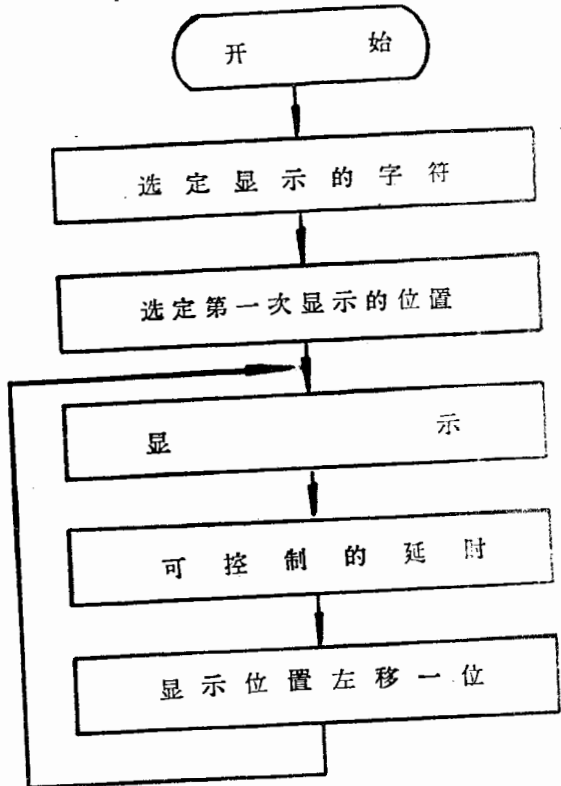 开始
选定显示的字符
选定第一次显示的位置
显示
可控制的延时
显示位置左移一位